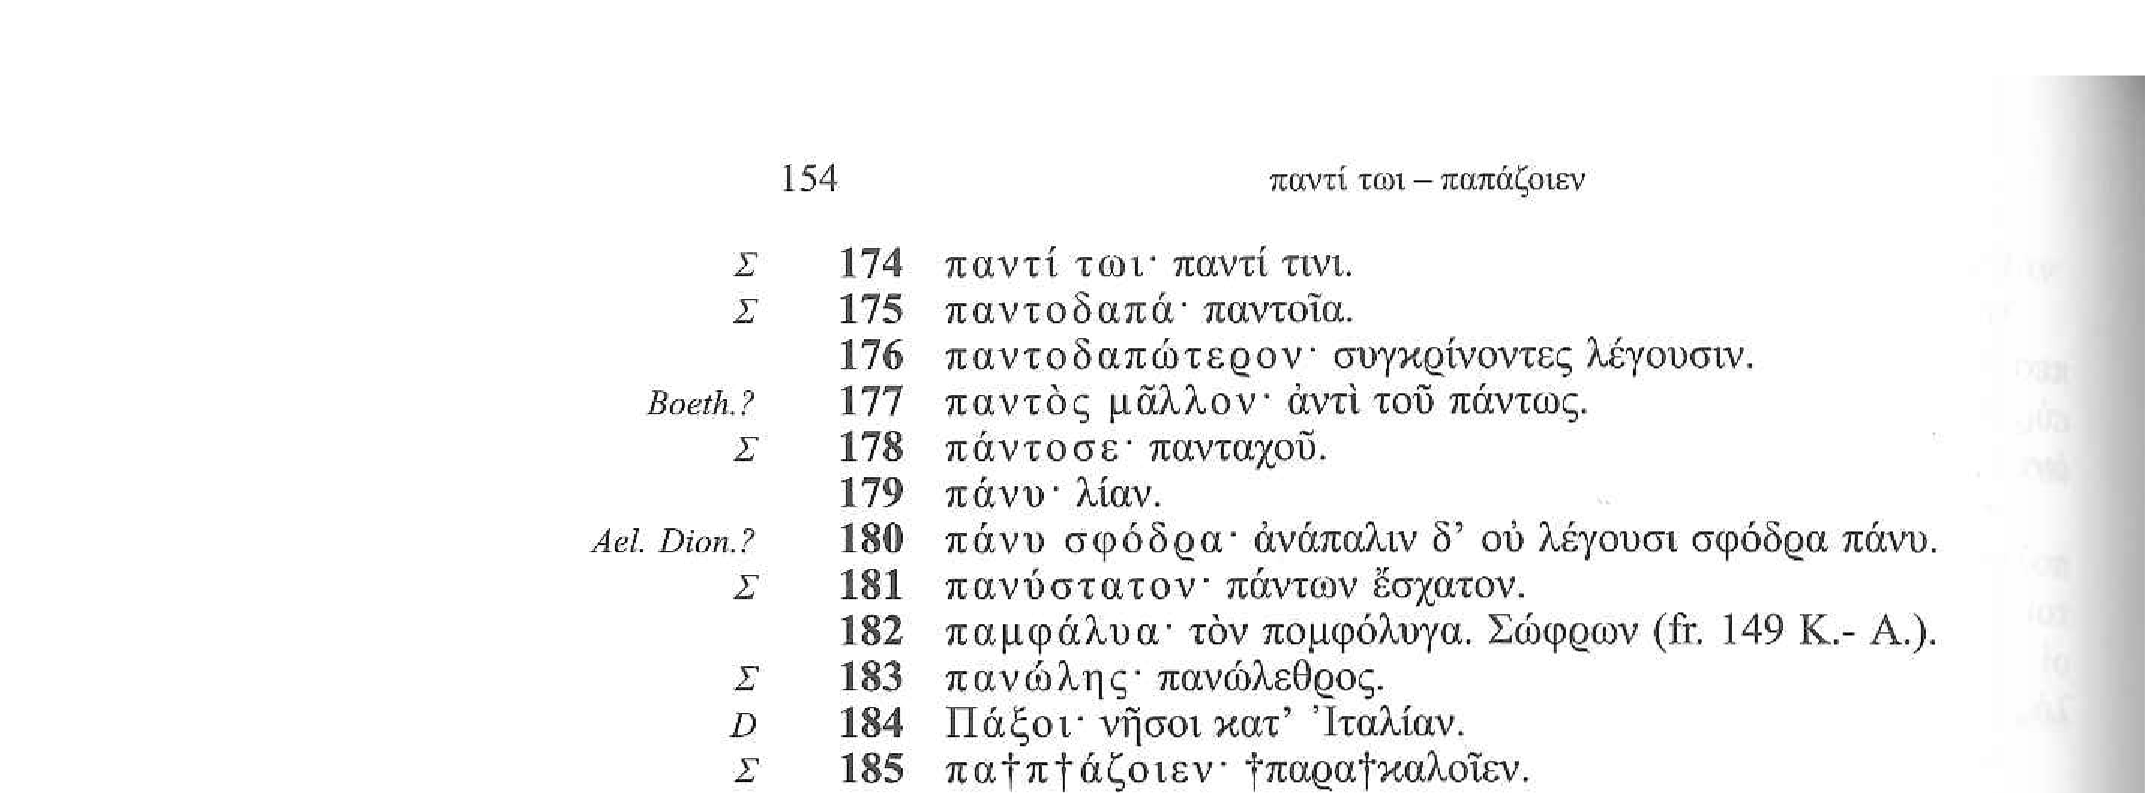 154 παντί τωι – παπάζοιεν
Σ 174 παντί τωι· παντί τινι.
Σ 175 παντοδαπά· παντοῖα.
176 παντοδαπώτερον· συγκρίνοντες λέγουσιν.
Boeth.? 177 παντὸς μᾶλλον· ἀντὶ τοῦ πάντως.
Σ 178 πάντοσε· πανταχοῦ.
179 πάνυ· λίαν.
Ael. Dion.? 180 πάνυ σφόδρα· ἀνάπαλιν δ’ οὐ λέγουσι σφόδρα πάνυ.
Σ 181 πανύστατον· πάντων ἔσχατον.
182 παμφάλυα· τὸν πομφόλυγα. Σώφρων (fr. 149 K.- A.).
Σ 183 πανώλης· πανώλεθρος.
D 184 Πάξοι· νῆσοι κατ’ Ἰταλίαν.
Σ 185 πα†π†άζοιεν· †παρα†καλοῖεν.